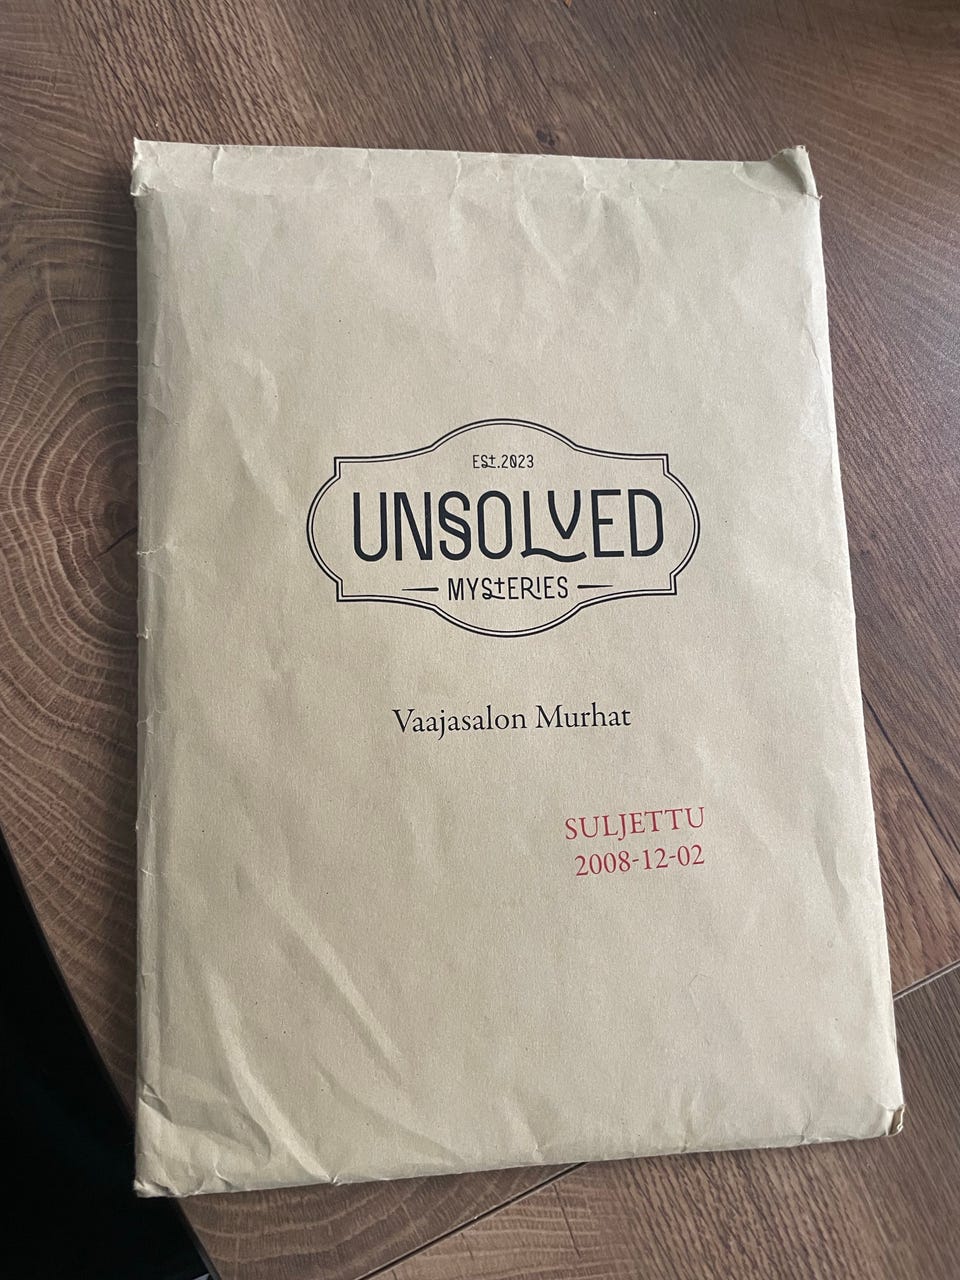 Est.2023
UNSOLVED
MYSTERIES
Vaajasalon Murhat
SULJETTU
2008-12-02